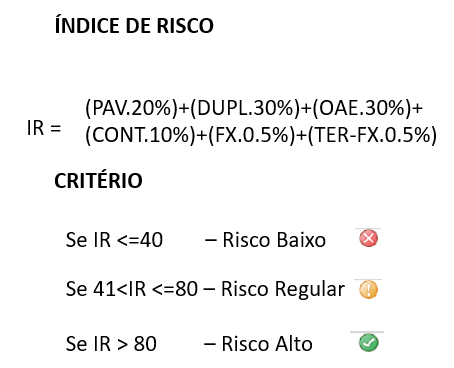 ÍNDICE DE RISCO
(PAV.20%)+(DUPL.30%)+(OAE.30%)+
IR = (CONT.10%)+(FX.0.5%)+(TER-FX.0.5%)
CRITÉRIO
Se IR <=40 – Risco Baixo
Se 41<IR <=80 – Risco Regular
Se IR > 80 – Risco Alto